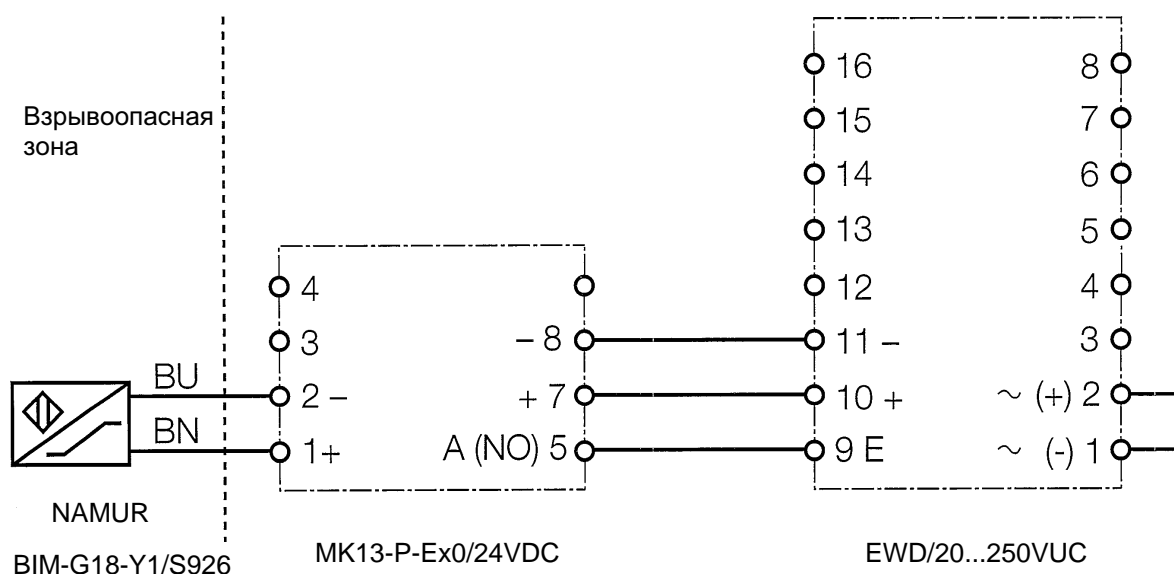 Взрывоопасная
зона
BU
BN
NAMUR
BIM-G18-Y1/S926
4
3
2 –
1+
– 8
+ 7
A (NO) 5
MK13-P-Ex0/24VDC
16
15
14
13
12
11 –
10 +
9 E
8
7
6
5
4
3
~ (+) 2
~ (-) 1
EWD/20...250VUC